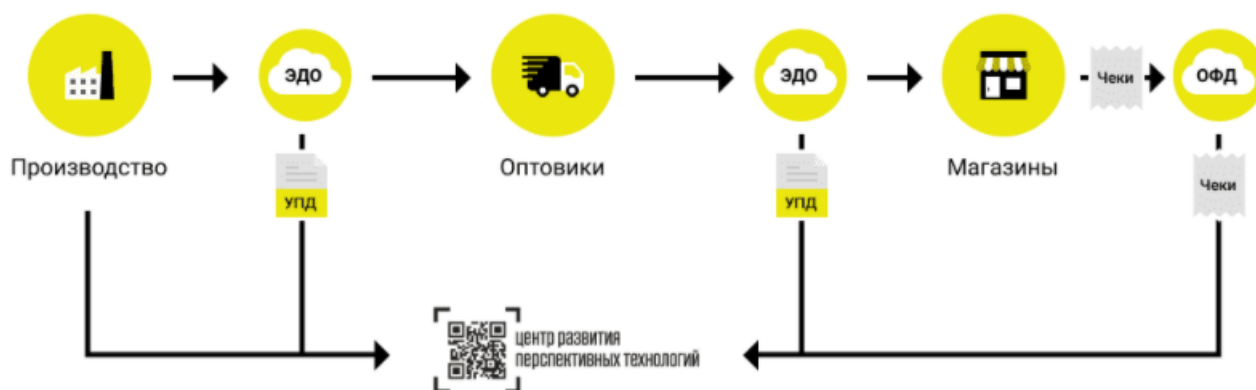 ЭДО
ЭДО
Чеки
ОФД
Производство
Оптовики
Магазины
УПД
УПД
Чеки
центр развития
перспективных технологий